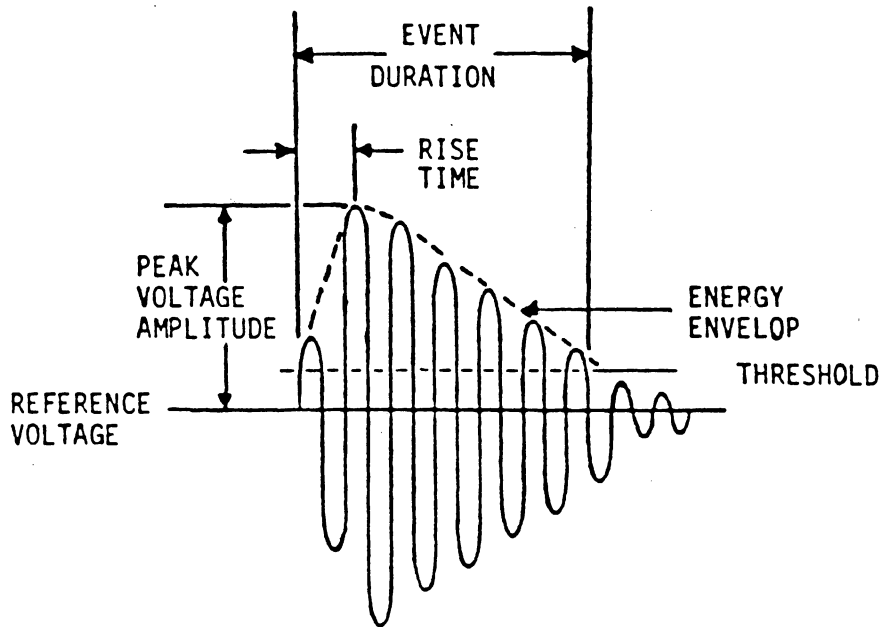 EVENT
DURATION
RISE
TIME
PEAK
VOLTAGE
AMPLITUDE
ENERGY
ENVELOP
THRESHOLD
REFERENCE
VOLTAGE